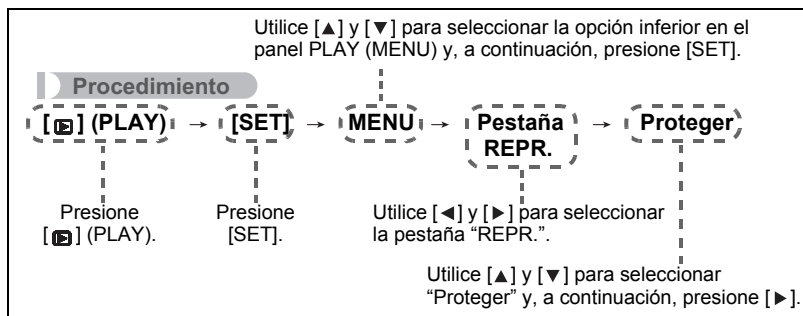 Utilice [▲] y [▼] para seleccionar la opción inferior en el
panel PLAY (MENU) y, a continuación, presione [SET].
Procedimiento
[▶] (PLAY) → [SET] → MENU → Pestaña REPR. → Proteger
Presione
[▶] (PLAY).
Presione
[SET].
Utilice [◀] y [▶] para seleccionar
la pestaña “REPR.”.
Utilice [▲] y [▼] para seleccionar
“Proteger” y, a continuación, presione [▶].